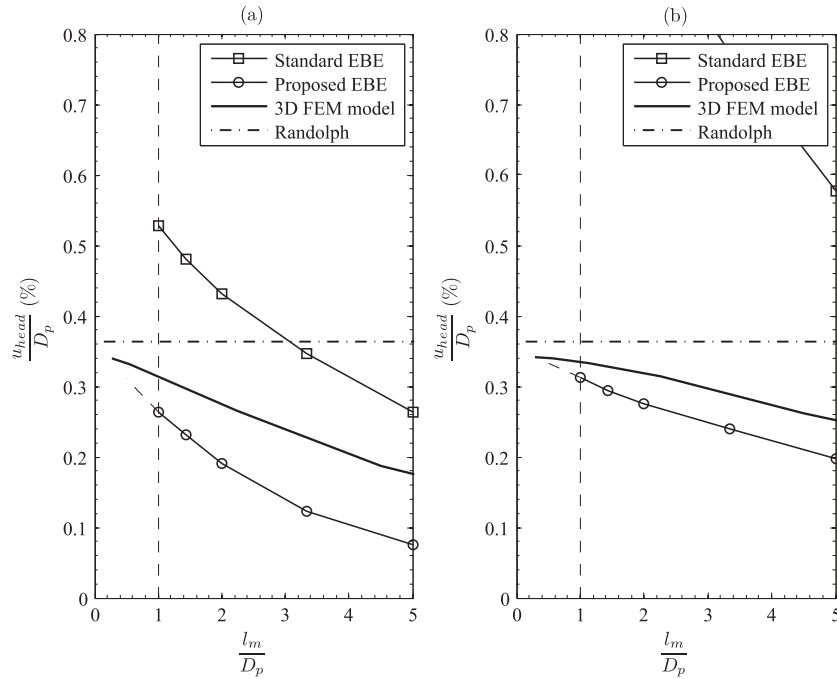 (a)
0.8
0.7
0.6
0.5
0.4
0.3
0.2
0.1
0
u_head / D_p (%)
0 1 2 3 4 5
l_m / D_p
Standard EBE
Proposed EBE
3D FEM model
Randolph
(b)
0.8
0.7
0.6
0.5
0.4
0.3
0.2
0.1
0
u_head / D_p (%)
0 1 2 3 4 5
l_m / D_p
Standard EBE
Proposed EBE
3D FEM model
Randolph